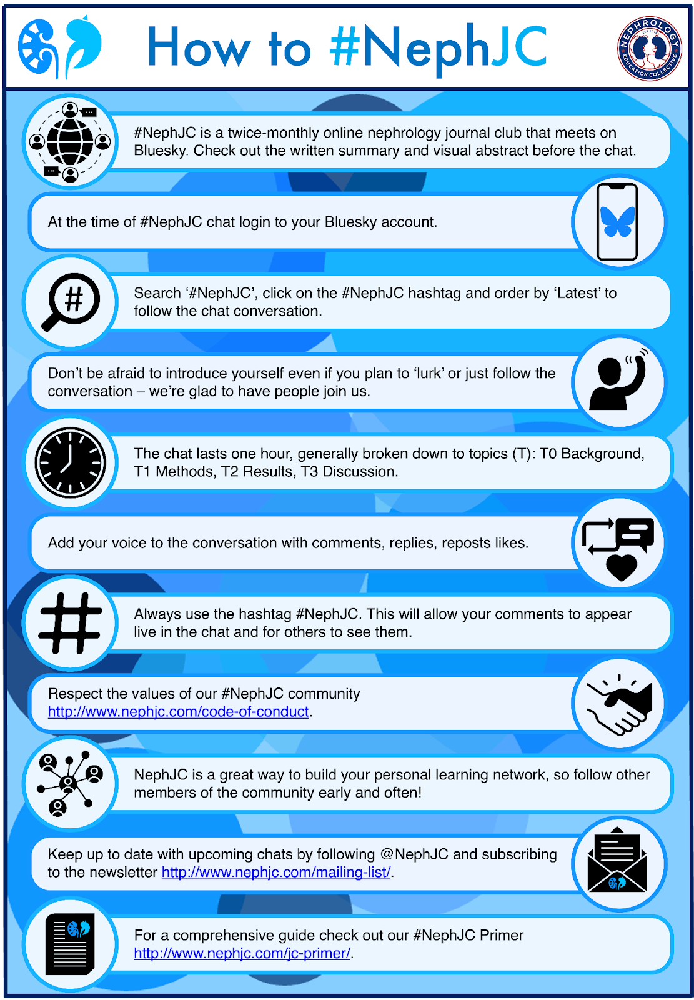 How to #NephJC
NEPHROLOGY
EST 2013
EDUCATION COLLECTIVE
#NephJC is a twice-monthly online nephrology journal club that meets on
Bluesky. Check out the written summary and visual abstract before the chat.
At the time of #NephJC chat login to your Bluesky account.
#
Search ‘#NephJC’, click on the #NephJC hashtag and order by ‘Latest’ to
follow the chat conversation.
Don’t be afraid to introduce yourself even if you plan to ‘lurk’ or just follow the
conversation – we’re glad to have people join us.
The chat lasts one hour, generally broken down to topics (T): T0 Background,
T1 Methods, T2 Results, T3 Discussion.
Add your voice to the conversation with comments, replies, reposts likes.
#
Always use the hashtag #NephJC. This will allow your comments to appear
live in the chat and for others to see them.
Respect the values of our #NephJC community
http://www.nephjc.com/code-of-conduct.
NephJC is a great way to build your personal learning network, so follow other
members of the community early and often!
Keep up to date with upcoming chats by following @NephJC and subscribing
to the newsletter http://www.nephjc.com/mailing-list/.
For a comprehensive guide check out our #NephJC Primer
http://www.nephjc.com/jc-primer/.